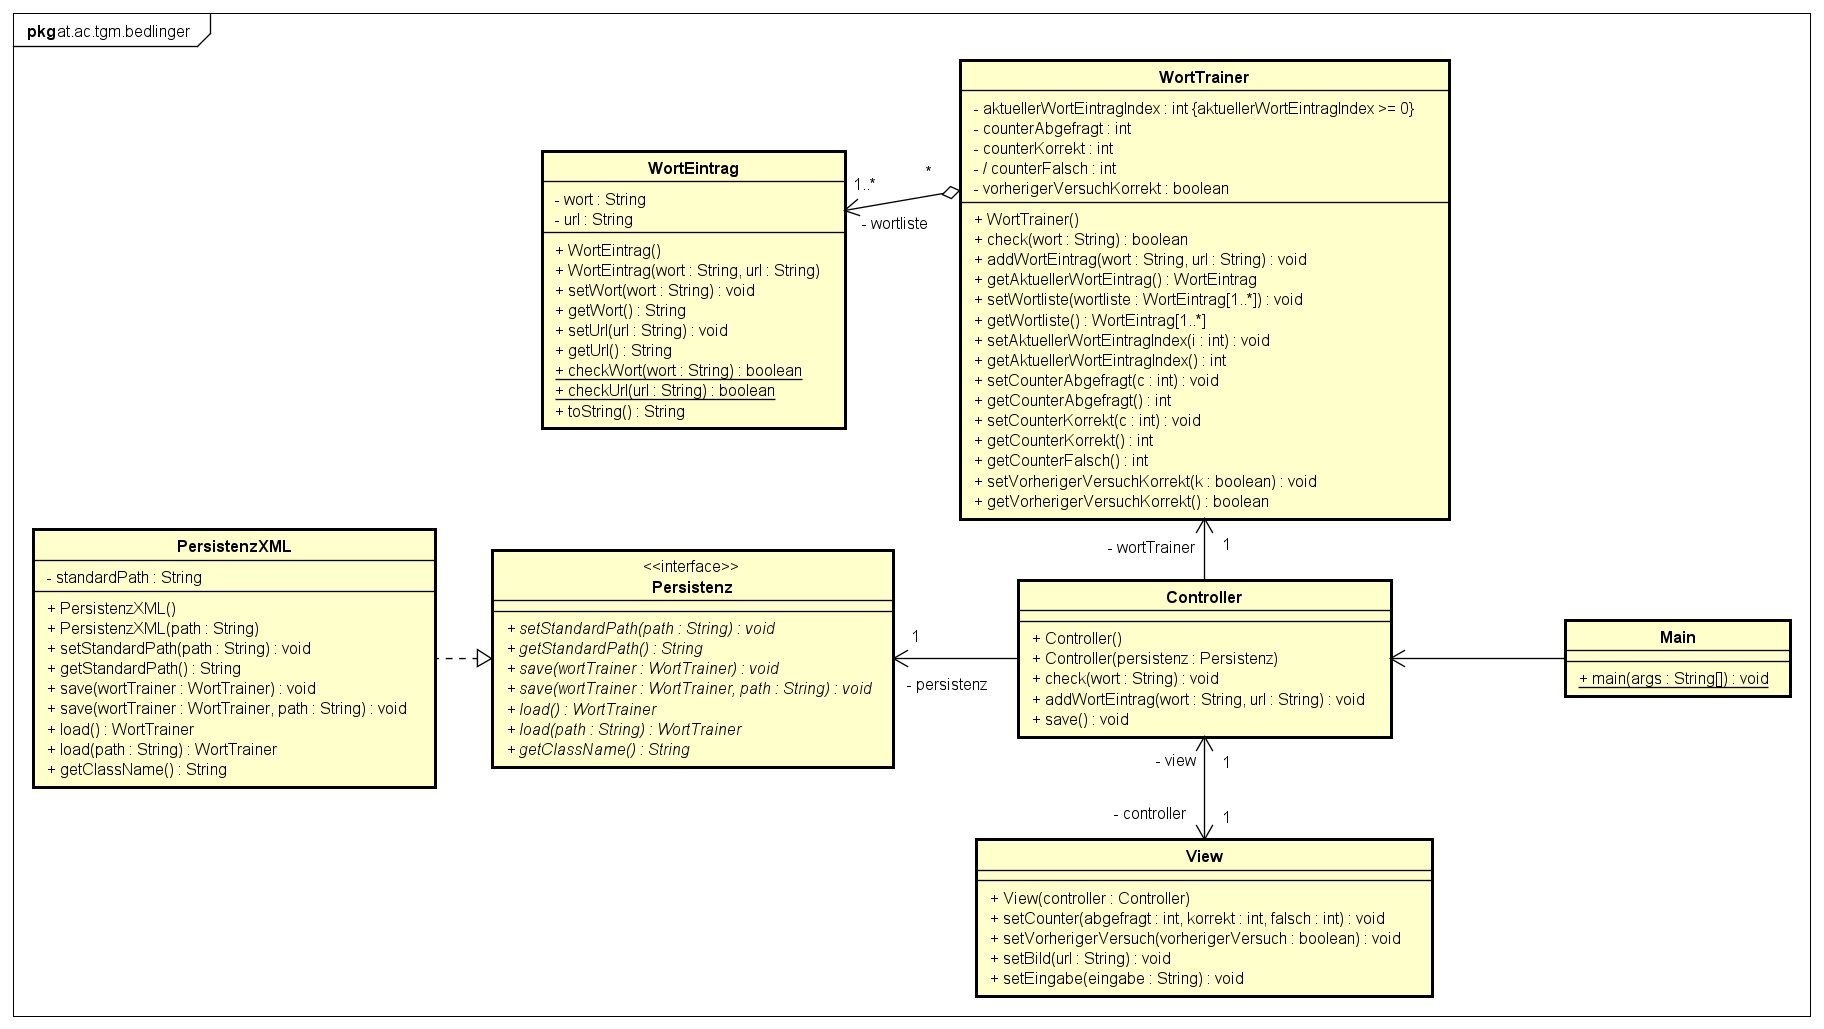 pkg at.ac.tgm.bedlinger
WortTrainer
- aktuellerWortEintragIndex : int {aktuellerWortEintragIndex >= 0}
- counterAbgefragt : int
- counterKorrekt : int
- / counterFalsch : int
- vorherigerVersuchKorrekt : boolean
+ WortTrainer()
+ check(wort : String) : boolean
+ addWortEintrag(wort : String, url : String) : void
+ getAktuellerWortEintrag() : WortEintrag
+ setWortliste(wortliste : WortEintrag[1..*]) : void
+ getWortliste() : WortEintrag[1..*]
+ setAktuellerWortEintragIndex(i : int) : void
+ getAktuellerWortEintragIndex() : int
+ setCounterAbgefragt(c : int) : void
+ getCounterAbgefragt() : int
+ setCounterKorrekt(c : int) : void
+ getCounterKorrekt() : int
+ getCounterFalsch() : int
+ setVorherigerVersuchKorrekt(k : boolean) : void
+ getVorherigerVersuchKorrekt() : boolean
WortEintrag
- wort : String
- url : String
+ WortEintrag()
+ WortEintrag(wort : String, url : String)
+ setWort(wort : String) : void
+ getWort() : String
+ setUrl(url : String) : void
+ getUrl() : String
+ checkWort(wort : String) : boolean
+ checkUrl(url : String) : boolean
+ toString() : String
1..*
*
- wortliste
PersistenzXML
- standardPath : String
+ PersistenzXML()
+ PersistenzXML(path : String)
+ setStandardPath(path : String) : void
+ getStandardPath() : String
+ save(wortTrainer : WortTrainer) : void
+ save(wortTrainer : WortTrainer, path : String) : void
+ load() : WortTrainer
+ load(path : String) : WortTrainer
+ getClassName() : String
<<interface>>
Persistenz
+ setStandardPath(path : String) : void
+ getStandardPath() : String
+ save(wortTrainer : WortTrainer) : void
+ save(wortTrainer : WortTrainer, path : String) : void
+ load() : WortTrainer
+ load(path : String) : WortTrainer
+ getClassName() : String
1
- persistenz
- wortTrainer
1
Controller
+ Controller()
+ Controller(persistenz : Persistenz)
+ check(wort : String) : void
+ addWortEintrag(wort : String, url : String) : void
+ save() : void
Main
+ main(args : String[]) : void
- view
1
- controller
1
View
+ View(controller : Controller)
+ setCounter(abgefragt : int, korrekt : int, falsch : int) : void
+ setVorherigerVersuch(vorherigerVersuch : boolean) : void
+ setBild(url : String) : void
+ setEingabe(eingabe : String) : void